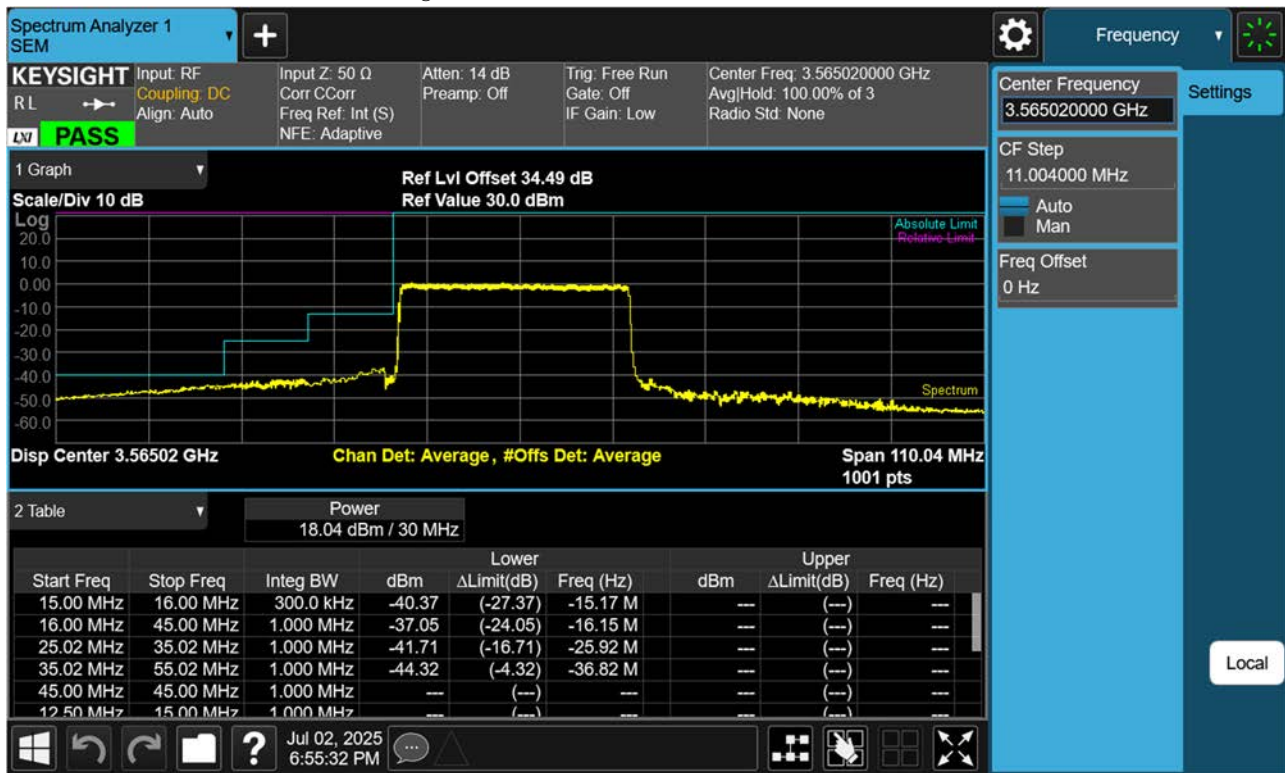 Spectrum Analyzer 1
SEM
Frequency
KEYSIGHT
R L
LXI
PASS
Input: RF
Coupling: DC
Align: Auto
Input Z: 50 Ω
Corr CCorr
Freq Ref: Int (S)
NFE: Adaptive
Atten: 14 dB
Preamp: Off
Trig: Free Run
Gate: Off
IF Gain: Low
Center Freq: 3.565020000 GHz
Avg|Hold: 100.00% of 3
Radio Std: None
Center Frequency
3.565020000 GHz
Settings
CF Step
11.004000 MHz
Auto
Man
Freq Offset
0 Hz
Local
1 Graph
Scale/Div 10 dB
Ref Lvl Offset 34.49 dB
Ref Value 30.0 dBm
Log
Absolute Limit
Relative Limit
20.0
10.0
0.00
-10.0
-20.0
-30.0
-40.0
-50.0
-60.0
Spectrum
Disp Center 3.56502 GHz
Chan Det: Average, #Offs Det: Average
Span 110.04 MHz
1001 pts
2 Table
Power
18.04 dBm / 30 MHz
Lower Upper
Start Freq Stop Freq Integ BW dBm ΔLimit(dB) Freq (Hz) dBm ΔLimit(dB) Freq (Hz)
15.00 MHz 16.00 MHz 300.0 kHz -40.37 (-27.37) -15.17 M --- (---) ---
16.00 MHz 45.00 MHz 1.000 MHz -37.05 (-24.05) -16.15 M --- (---) ---
25.02 MHz 35.02 MHz 1.000 MHz -41.71 (-16.71) -25.92 M --- (---) ---
35.02 MHz 55.02 MHz 1.000 MHz -44.32 (-4.32) -36.82 M --- (---) ---
45.00 MHz 45.00 MHz 1.000 MHz --- (---) --- --- (---) ---
12.50 MHz 15.00 MHz 1.000 MHz --- (---) --- --- (---) ---
Jul 02, 2025
6:55:32 PM